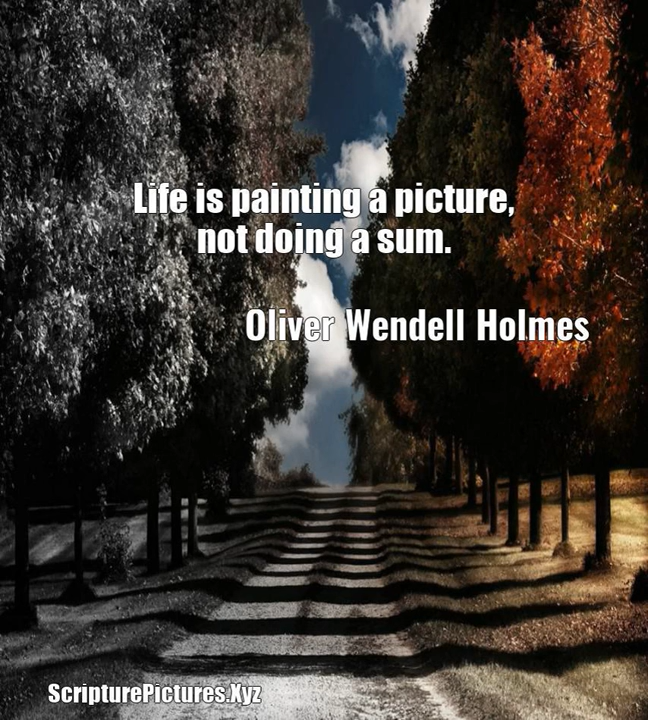 Life is painting a picture,
not doing a sum.
Oliver Wendell Holmes
ScripturePictures.Xyz